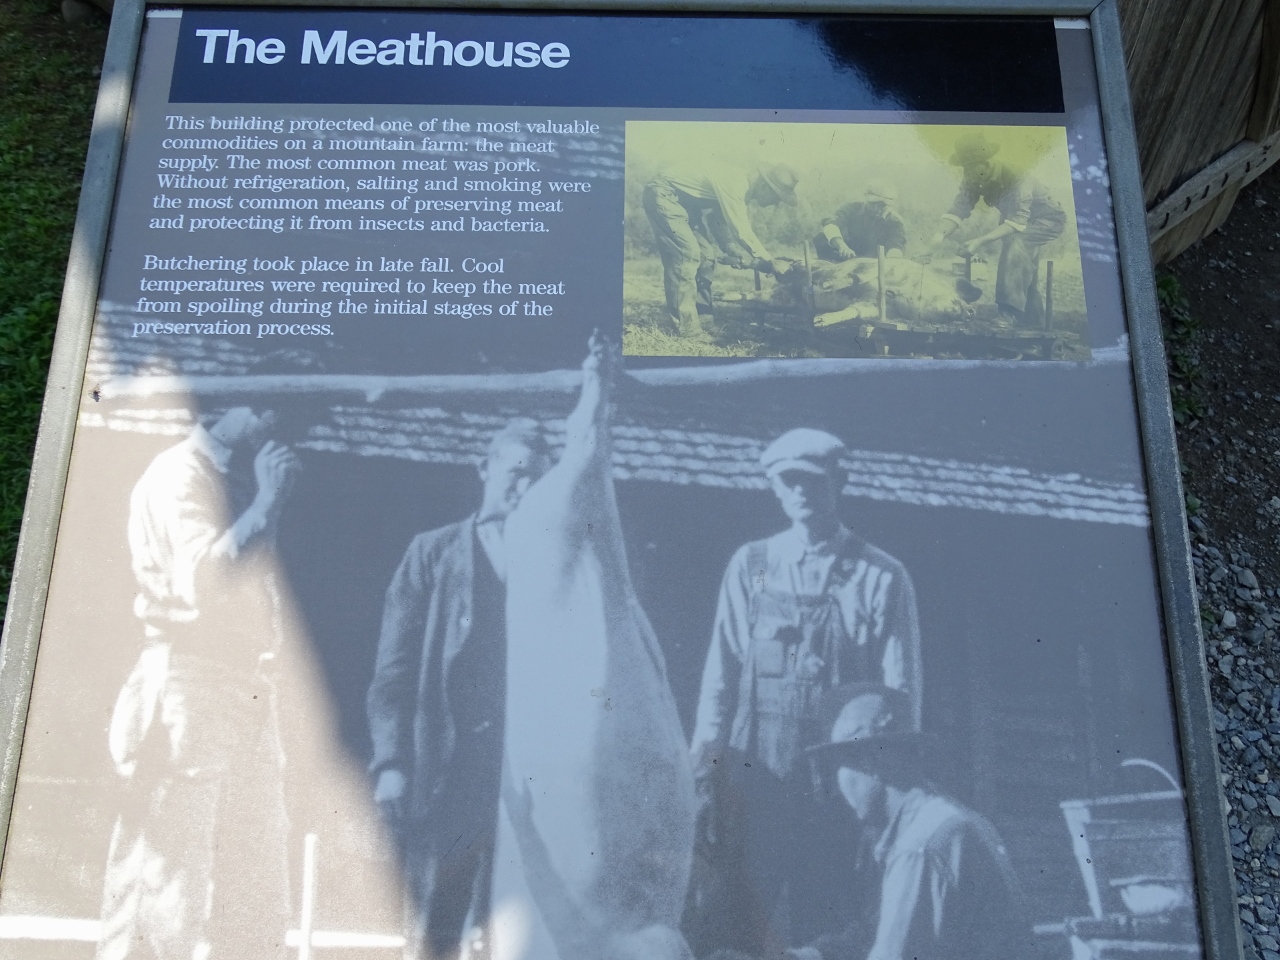 The Meathouse
This building protected one of the most valuable
commodities on a mountain farm: the meat
supply. The most common meat was pork.
Without refrigeration, salting and smoking were
the most common means of preserving meat
and protecting it from insects and bacteria.
Butchering took place in late fall. Cool
temperatures were required to keep the meat
from spoiling during the initial stages of the
preservation process.